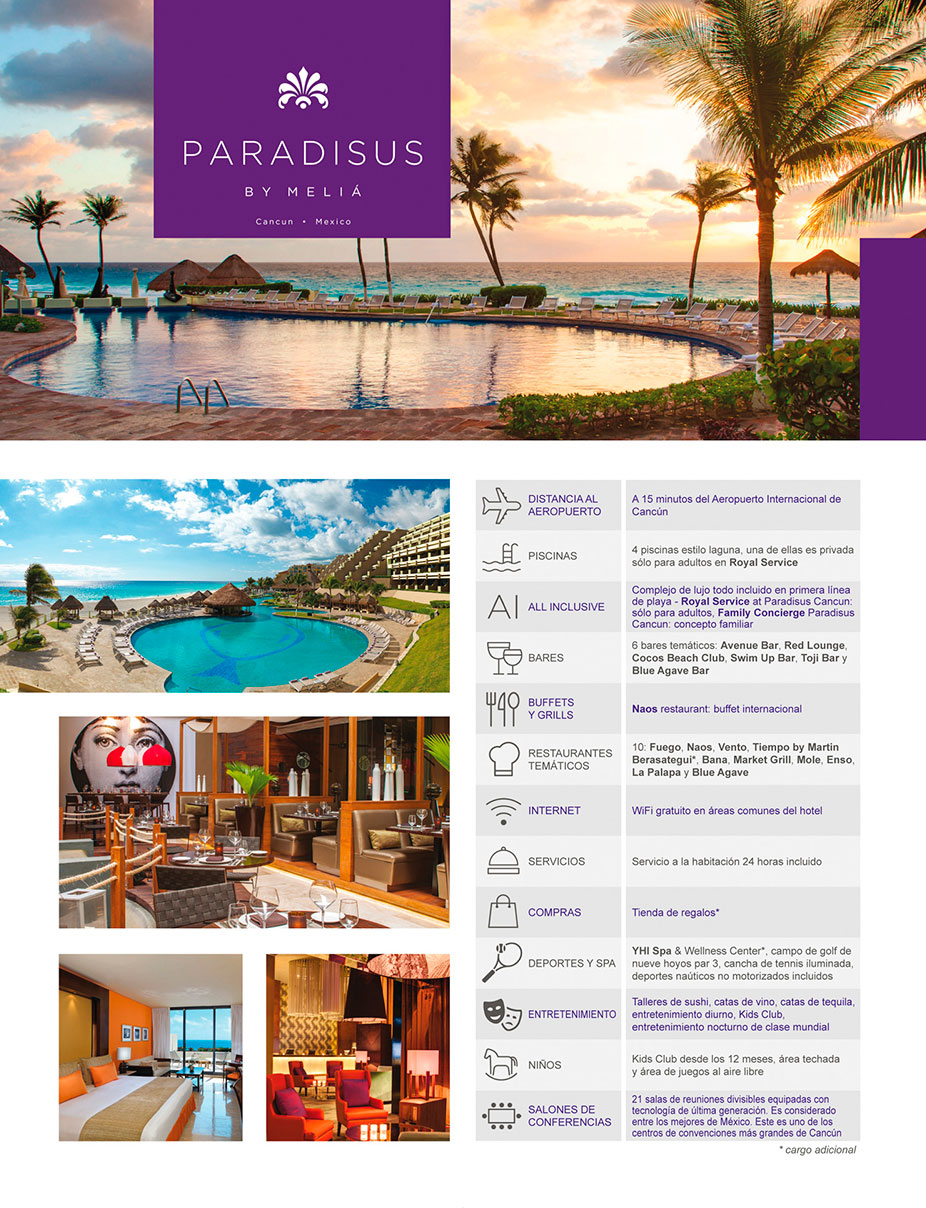 PARADISUS
BY MELIÁ
Cancun • Mexico
DISTANCIA AL
AEROPUERTO
A 15 minutos del Aeropuerto Internacional de
Cancún
PISCINAS
4 piscinas estilo laguna, una de ellas es privada
sólo para adultos en Royal Service
AI
ALL INCLUSIVE
Complejo de lujo todo incluido en primera línea
de playa - Royal Service at Paradisus Cancun:
sólo para adultos, Family Concierge Paradisus
Cancun: concepto familiar
BARES
6 bares temáticos: Avenue Bar, Red Lounge,
Cocos Beach Club, Swim Up Bar, Toji Bar y
Blue Agave Bar
BUFFETS
Y GRILLS
Naos restaurant: buffet internacional
RESTAURANTES
TEMÁTICOS
10: Fuego, Naos, Vento, Tiempo by Martin
Berasategui*, Bana, Market Grill, Mole, Enso,
La Palapa y Blue Agave
INTERNET
WiFi gratuito en áreas comunes del hotel
SERVICIOS
Servicio a la habitación 24 horas incluido
COMPRAS
Tienda de regalos*
DEPORTES Y SPA
YHI Spa & Wellness Center*, campo de golf de
nueve hoyos par 3, cancha de tennis iluminada,
deportes naúticos no motorizados incluidos
ENTRETENIMIENTO
Talleres de sushi, catas de vino, catas de tequila,
entretenimiento diurno, Kids Club,
entretenimiento nocturno de clase mundial
NIÑOS
Kids Club desde los 12 meses, área techada
y área de juegos al aire libre
SALONES DE
CONFERENCIAS
21 salas de reuniones divisibles equipadas con
tecnología de última generación. Es considerado
entre los mejores de México. Este es uno de los
centros de convenciones más grandes de Cancún
* cargo adicional